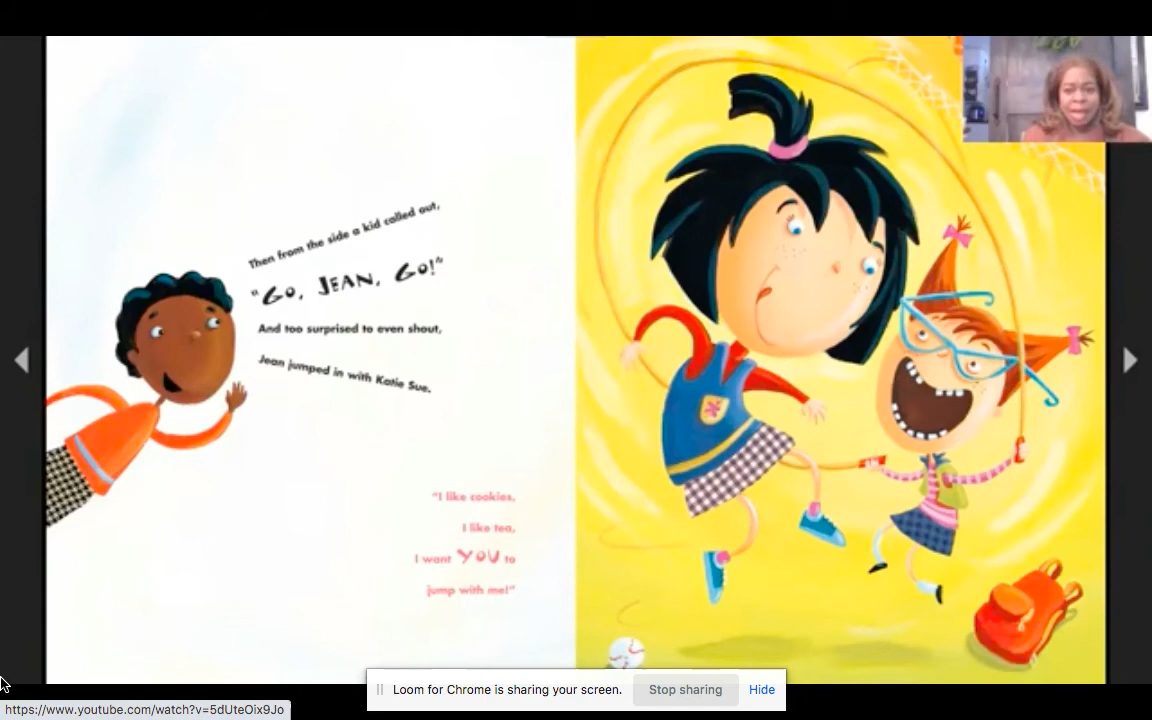 Then from the side a kid called out,
"Go, JEAN, Go!"
And too surprised to even shout,
Jean jumped in with Katie Sue.
"I like cookies,
I like tea,
I want YOU to
jump with me!"
Loom for Chrome is sharing your screen. Stop sharing Hide
https://www.youtube.com/watch?v=5dUteOix9Jo